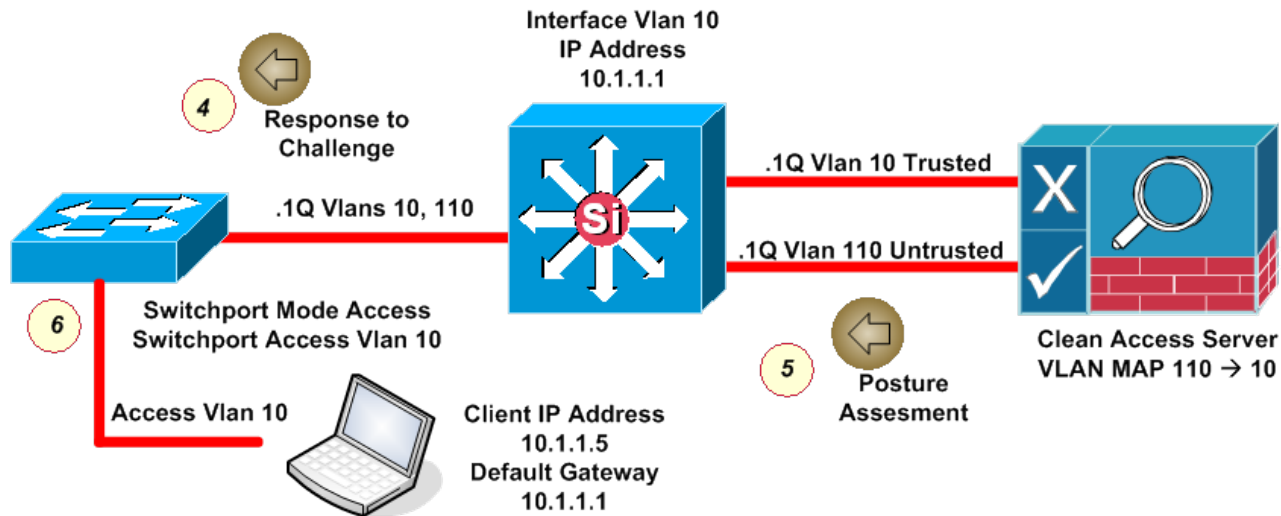 Interface Vlan 10
IP Address
10.1.1.1
4
Response to
Challenge
.1Q Vlans 10, 110
Si
.1Q Vlan 10 Trusted
.1Q Vlan 110 Untrusted
X
6
Switchport Mode Access
Switchport Access Vlan 10
5
Posture
Assesment
Clean Access Server
VLAN MAP 110 → 10
Access Vlan 10
Client IP Address
10.1.1.5
Default Gateway
10.1.1.1